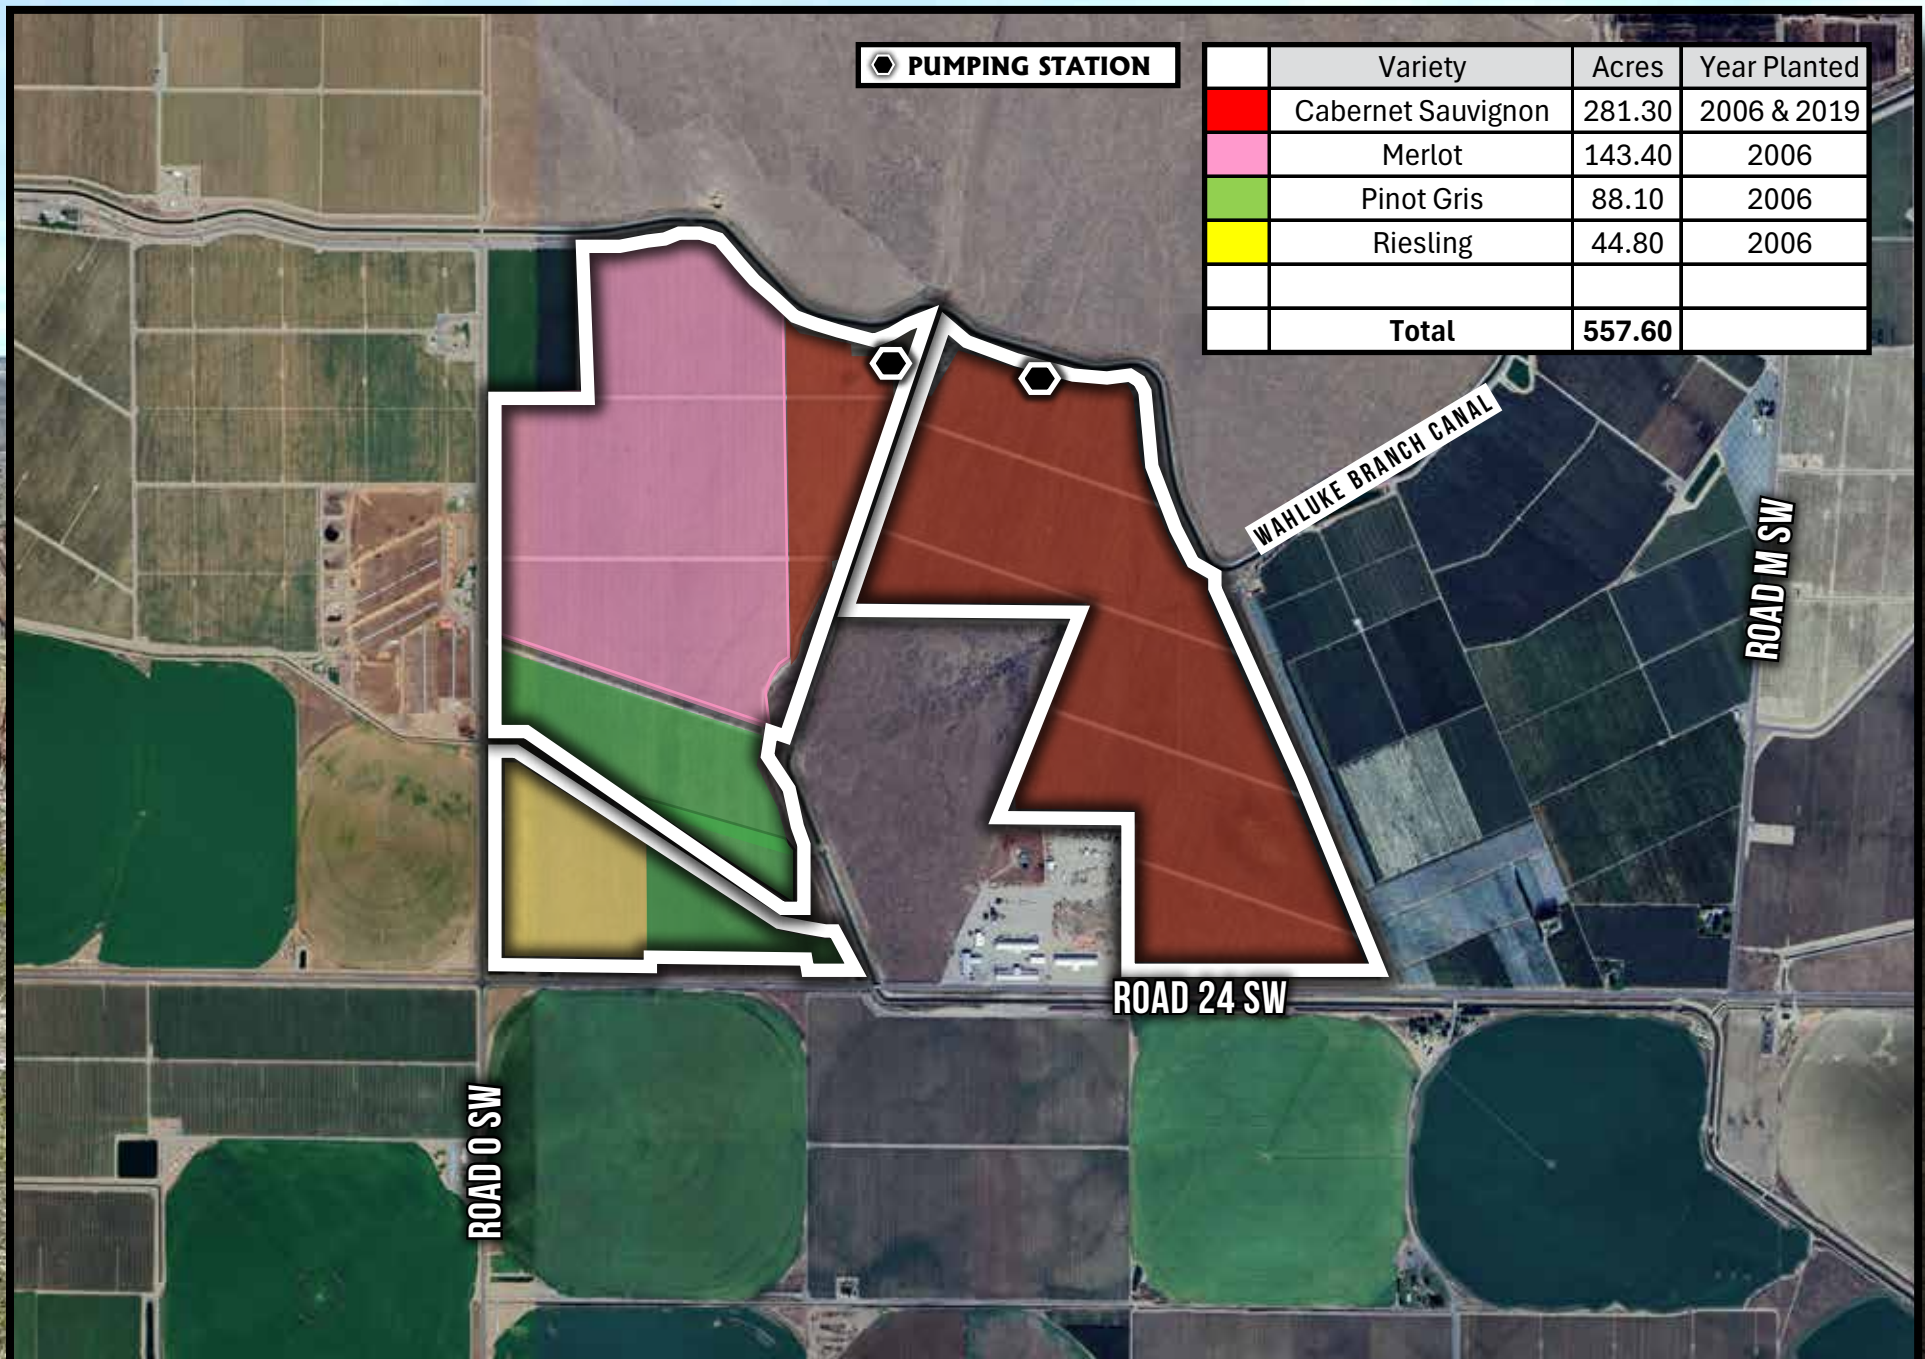 PUMPING STATION
Variety Acres Year Planted
Cabernet Sauvignon 281.30 2006 & 2019
Merlot 143.40 2006
Pinot Gris 88.10 2006
Riesling 44.80 2006
Total 557.60
WAHLUKE BRANCH CANAL
ROAD M SW
ROAD 24 SW
ROAD O SW